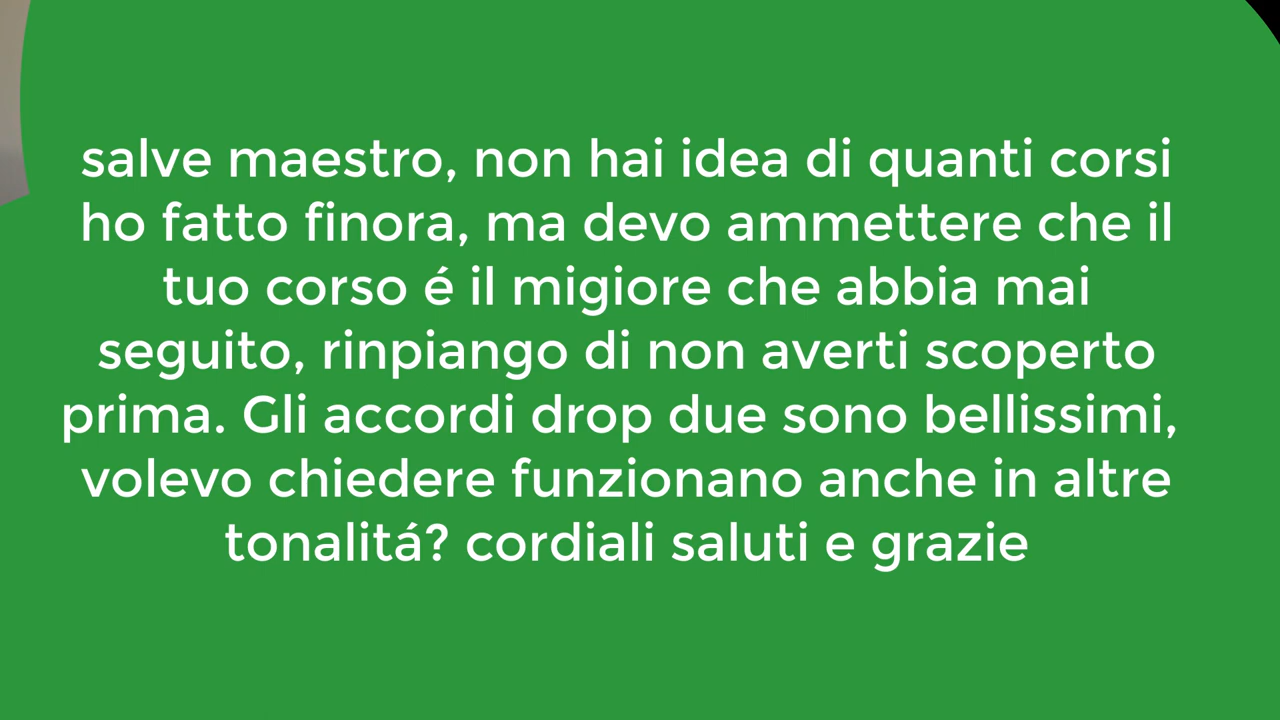 salve maestro, non hai idea di quanti corsi
ho fatto finora, ma devo ammettere che il
tuo corso é il migiore che abbia mai
seguito, rinpiango di non averti scoperto
prima. Gli accordi drop due sono bellissimi,
volevo chiedere funzionano anche in altre
tonalitá? cordiali saluti e grazie